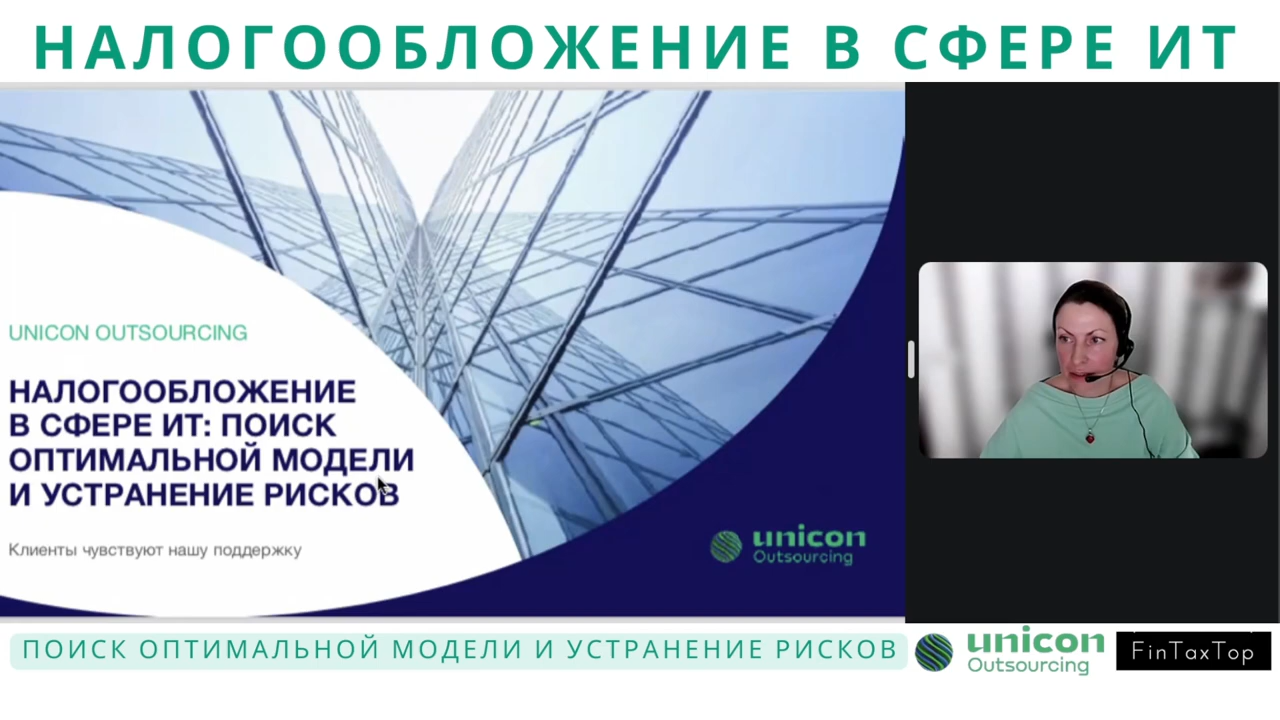 НАЛОГООБЛОЖЕНИЕ В СФЕРЕ ИТ
UNICON OUTSOURCING
НАЛОГООБЛОЖЕНИЕ
В СФЕРЕ ИТ: ПОИСК
ОПТИМАЛЬНОЙ МОДЕЛИ
И УСТРАНЕНИЕ РИСКОВ
Клиенты чувствуют нашу поддержку
unicon
Outsourcing
ПОИСК ОПТИМАЛЬНОЙ МОДЕЛИ И УСТРАНЕНИЕ РИСКОВ
unicon
Outsourcing
FinTaxTop